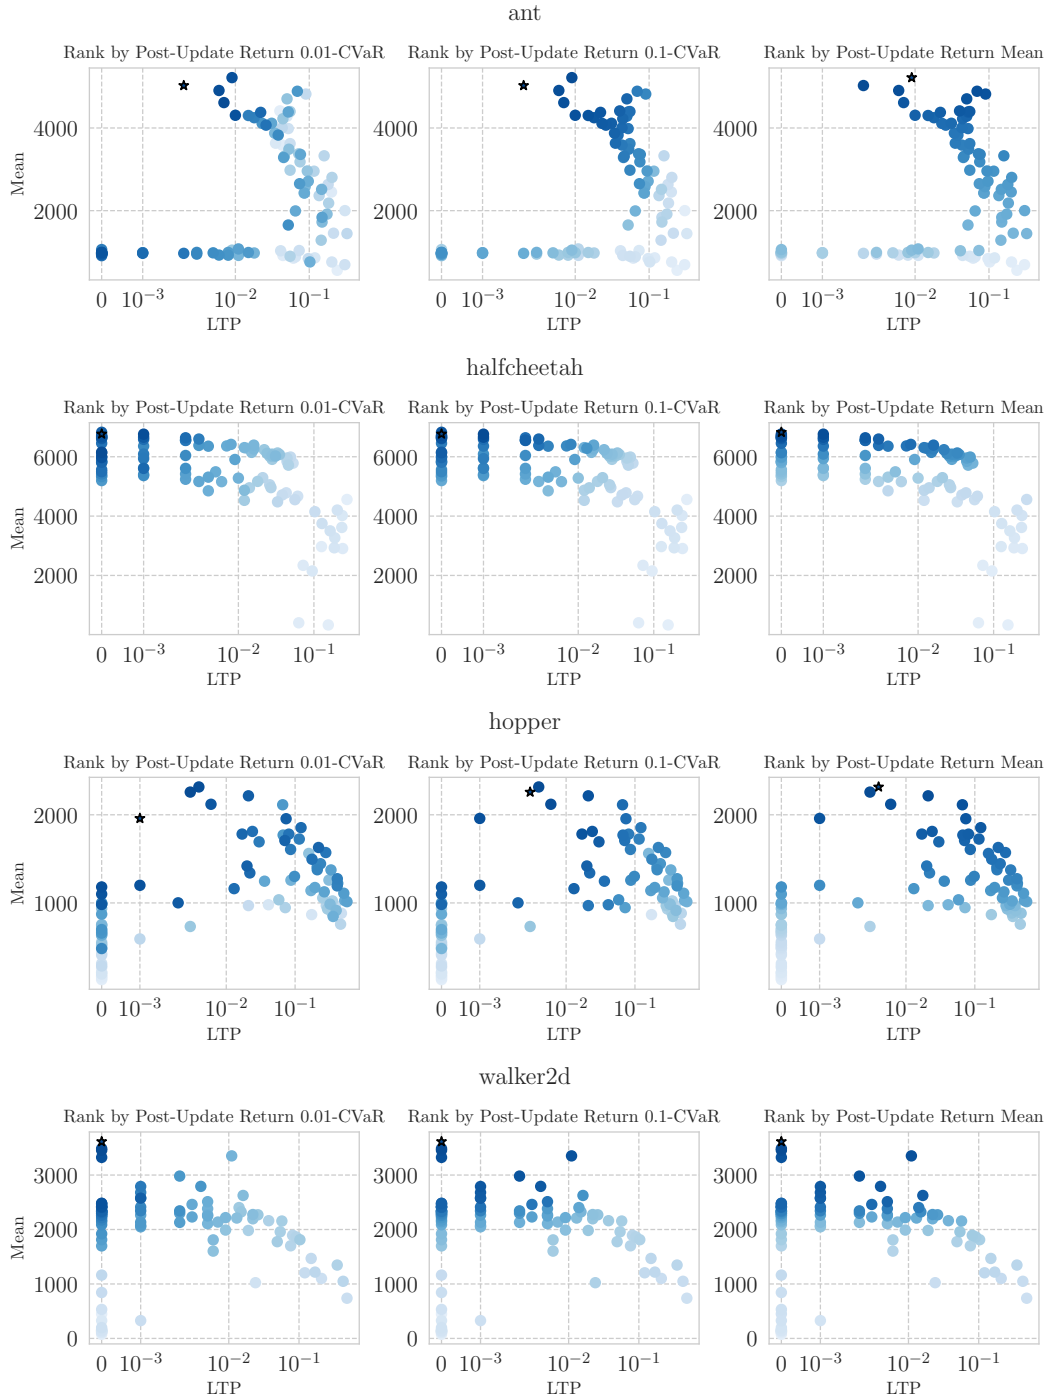 ant
Rank by Post-Update Return 0.01-CVaR Rank by Post-Update Return 0.1-CVaR Rank by Post-Update Return Mean
Mean
4000 4000 4000
2000 2000 2000
0 10⁻³ 10⁻² 10⁻¹ 0 10⁻³ 10⁻² 10⁻¹ 0 10⁻³ 10⁻² 10⁻¹
LTP LTP LTP
halfcheetah
Rank by Post-Update Return 0.01-CVaR Rank by Post-Update Return 0.1-CVaR Rank by Post-Update Return Mean
Mean
6000 6000 6000
4000 4000 4000
2000 2000 2000
0 10⁻³ 10⁻² 10⁻¹ 0 10⁻³ 10⁻² 10⁻¹ 0 10⁻³ 10⁻² 10⁻¹
LTP LTP LTP
hopper
Rank by Post-Update Return 0.01-CVaR Rank by Post-Update Return 0.1-CVaR Rank by Post-Update Return Mean
Mean
2000 2000 2000
1000 1000 1000
0 10⁻³ 10⁻² 10⁻¹ 0 10⁻³ 10⁻² 10⁻¹ 0 10⁻³ 10⁻² 10⁻¹
LTP LTP LTP
walker2d
Rank by Post-Update Return 0.01-CVaR Rank by Post-Update Return 0.1-CVaR Rank by Post-Update Return Mean
Mean
3000 3000 3000
2000 2000 2000
1000 1000 1000
0 0 0
0 10⁻³ 10⁻² 10⁻¹ 0 10⁻³ 10⁻² 10⁻¹ 0 10⁻³ 10⁻² 10⁻¹
LTP LTP LTP